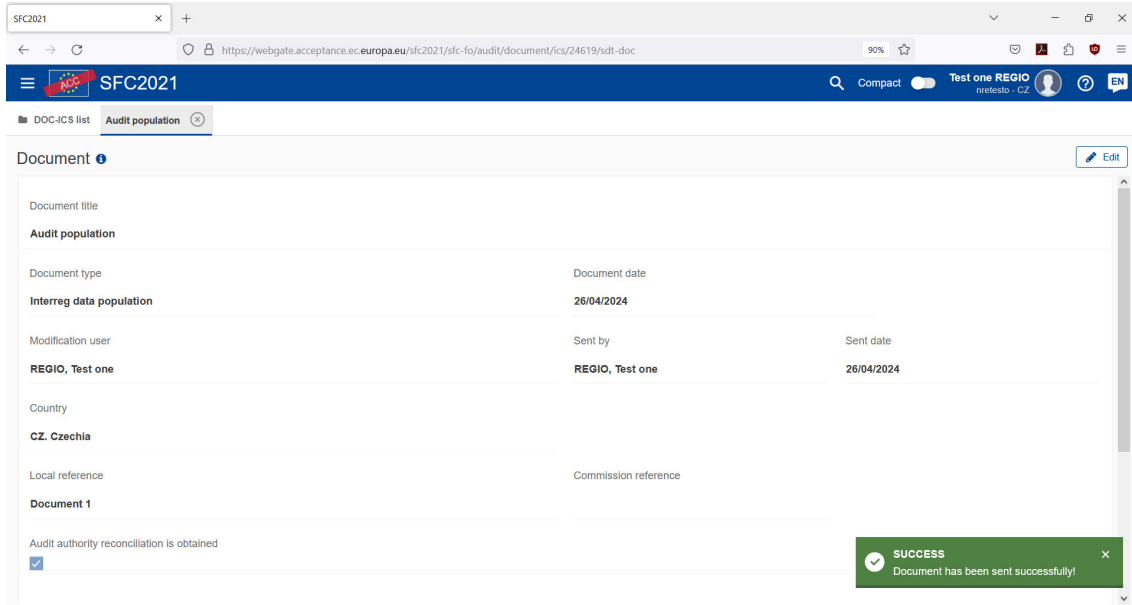 SFC2021
https://webgate.acceptance.ec.europa.eu/sfc2021/sfc-fo/audit/document/ics/24619/sdt-doc
90%
ACC
SFC2021
Compact
Test one REGIO
nretesto - CZ
EN
DOC-ICS list
Audit population
Document
Edit
Document title
Audit population
Document type
Document date
Interreg data population
26/04/2024
Modification user
Sent by
Sent date
REGIO, Test one
REGIO, Test one
26/04/2024
Country
CZ. Czechia
Local reference
Commission reference
Document 1
Audit authority reconciliation is obtained
SUCCESS
Document has been sent successfully!